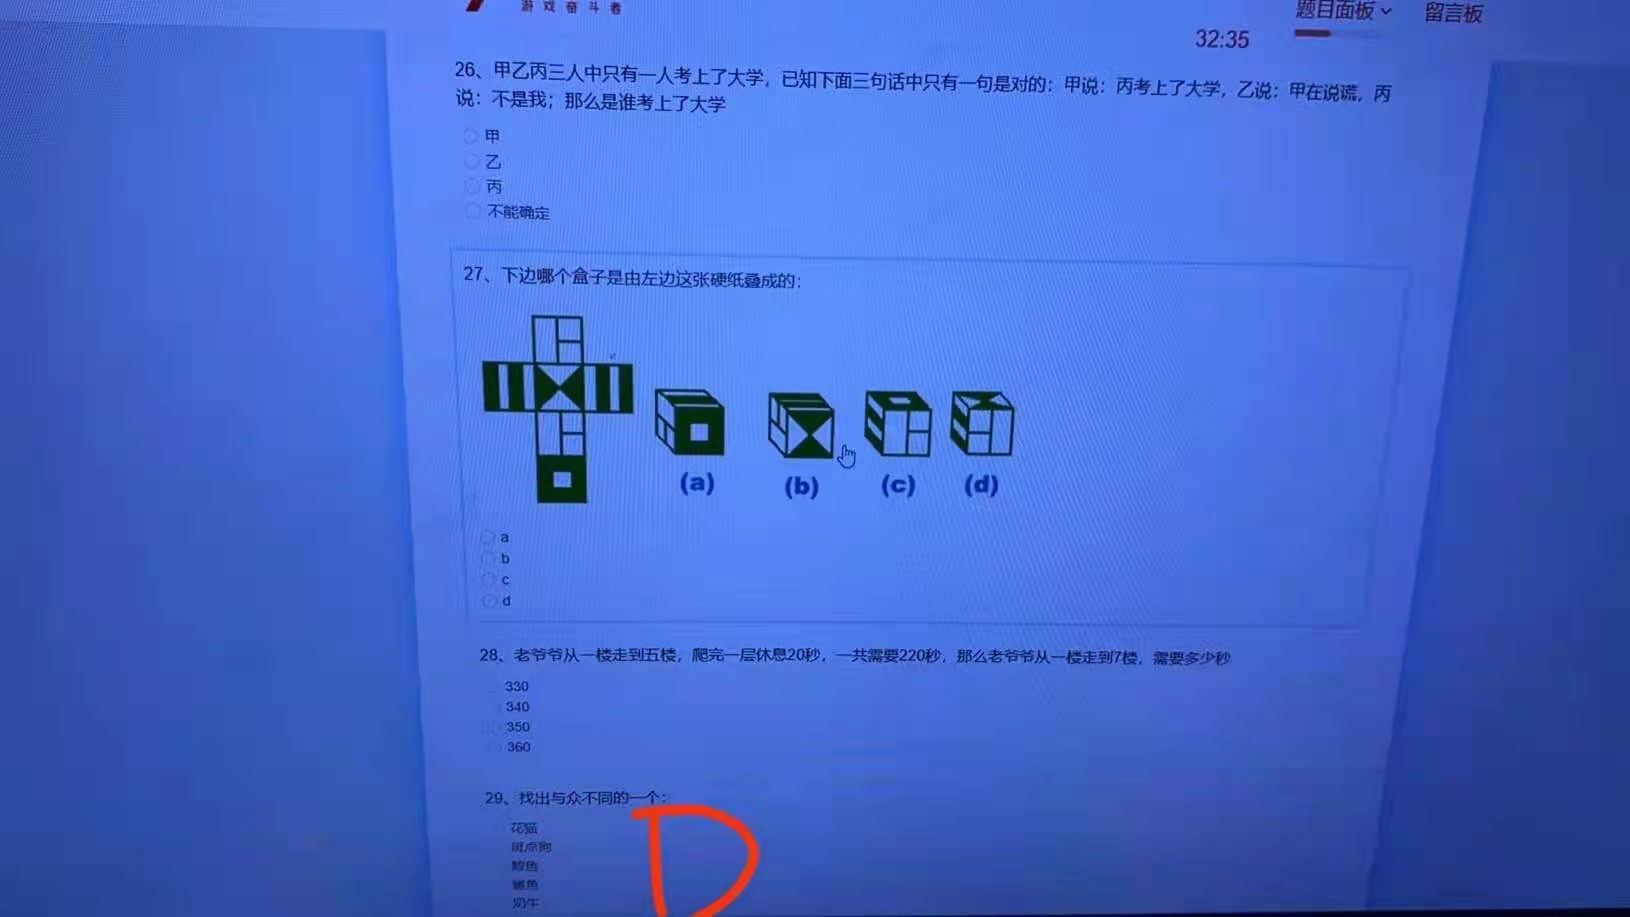 游戏奋斗者
题目面板
留言板
32:35
26、甲乙丙三人中只有一人考上了大学，已知下面三句话中只有一句是对的：甲说：丙考上了大学，乙说：甲在说谎，丙
说：不是我；那么是谁考上了大学
甲
乙
丙
不能确定
27、下边哪个盒子是由左边这张硬纸叠成的：
(a) (b) (c) (d)
a
b
c
d
28、老爷爷从一楼走到五楼，爬完一层休息20秒，一共需要220秒，那么老爷爷从一楼走到7楼，需要多少秒
330
340
350
360
29、找出与众不同的一个：
花猫
斑点狗
鲸鱼
鲫鱼
奶牛
D